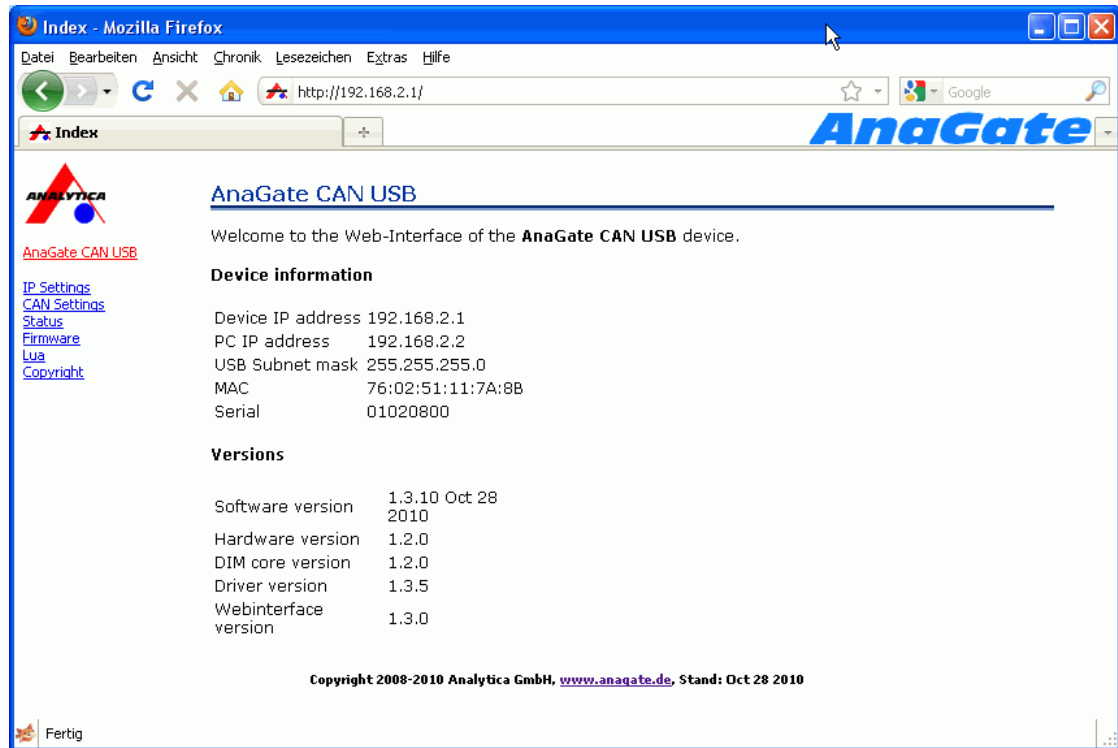 Index - Mozilla Firefox
Datei Bearbeiten Ansicht Chronik Lesezeichen Extras Hilfe
http://192.168.2.1/
Google
Index
AnaGate
ANALYTICA
AnaGate CAN USB
IP Settings
CAN Settings
Status
Firmware
Lua
Copyright
AnaGate CAN USB
Welcome to the Web-Interface of the AnaGate CAN USB device.
Device information
Device IP address 192.168.2.1
PC IP address 192.168.2.2
USB Subnet mask 255.255.255.0
MAC 76:02:51:11:7A:8B
Serial 01020800
Versions
Software version 1.3.10 Oct 28
2010
Hardware version 1.2.0
DIM core version 1.2.0
Driver version 1.3.5
Webinterface
version 1.3.0
Copyright 2008-2010 Analytica GmbH, www.anagate.de, Stand: Oct 28 2010
Fertig